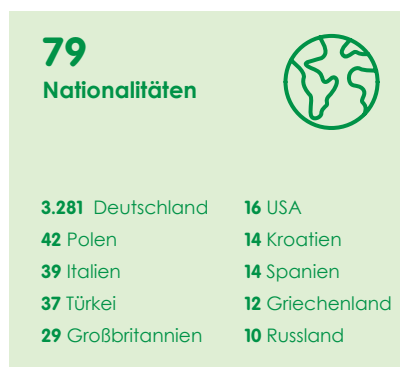 79
Nationalitäten
3.281 Deutschland
42 Polen
39 Italien
37 Türkei
29 Großbritannien
16 USA
14 Kroatien
14 Spanien
12 Griechenland
10 Russland